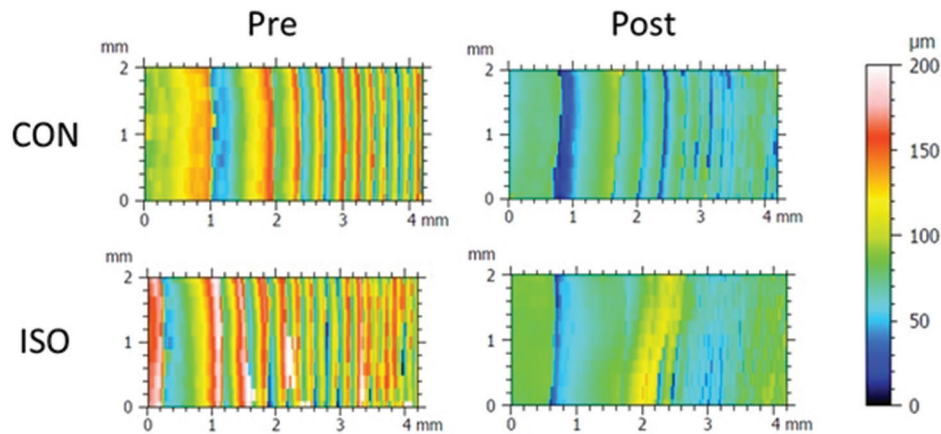 Pre Post
mm mm µm
2 2 200
CON 1 1 150
0 0
0 1 2 3 4 mm 0 1 2 3 4 mm
mm mm 100
2 2
ISO 1 1 50
0 0 0
0 1 2 3 4 mm 0 1 2 3 4 mm